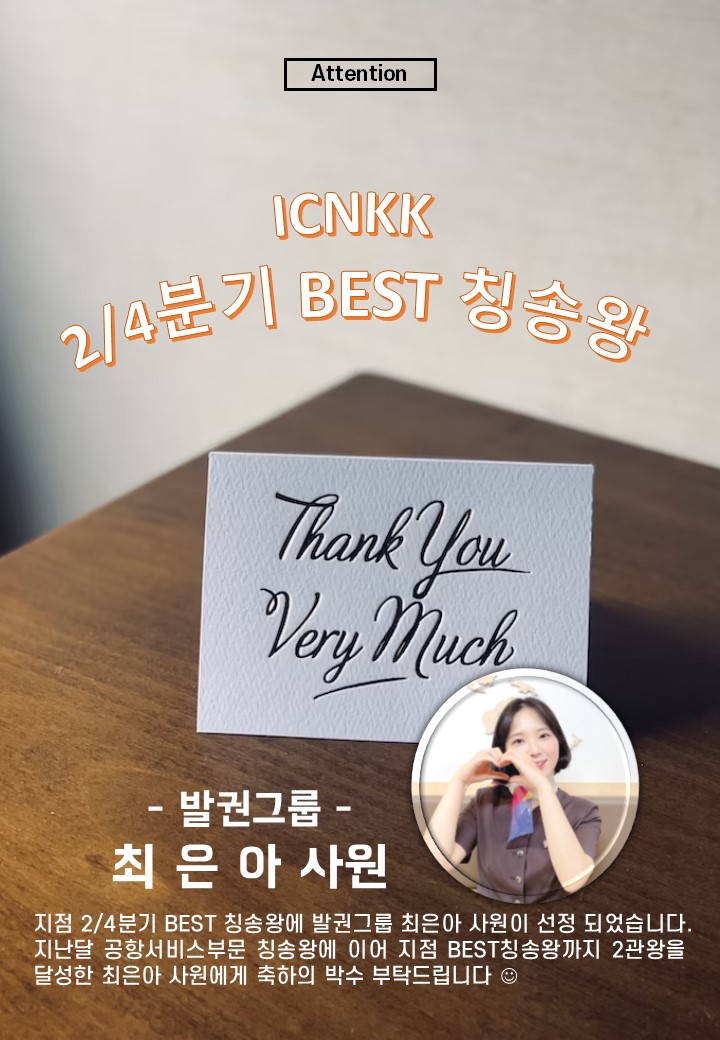 Attention
ICNKK
2/4분기 BEST 칭송왕
Thank You
Very Much
- 발권그룹 -
최 은 아 사원
지점 2/4분기 BEST 칭송왕에 발권그룹 최은아 사원이 선정 되었습니다.
지난달 공항서비스부문 칭송왕에 이어 지점 BEST칭송왕까지 2관왕을
달성한 최은아 사원에게 축하의 박수 부탁드립니다 ☺